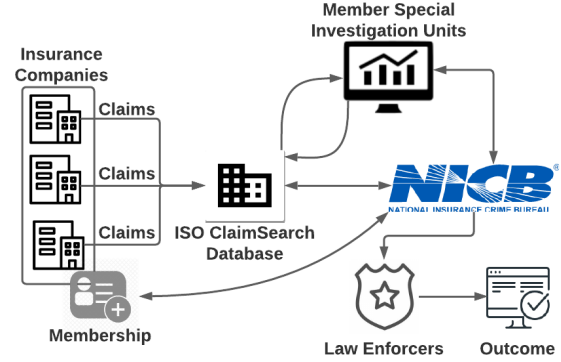 Member Special
Investigation Units
Insurance
Companies
Claims
Claims
Claims
NICB®
NATIONAL INSURANCE CRIME BUREAU
ISO ClaimSearch
Database
Membership
Law Enforcers
Outcome